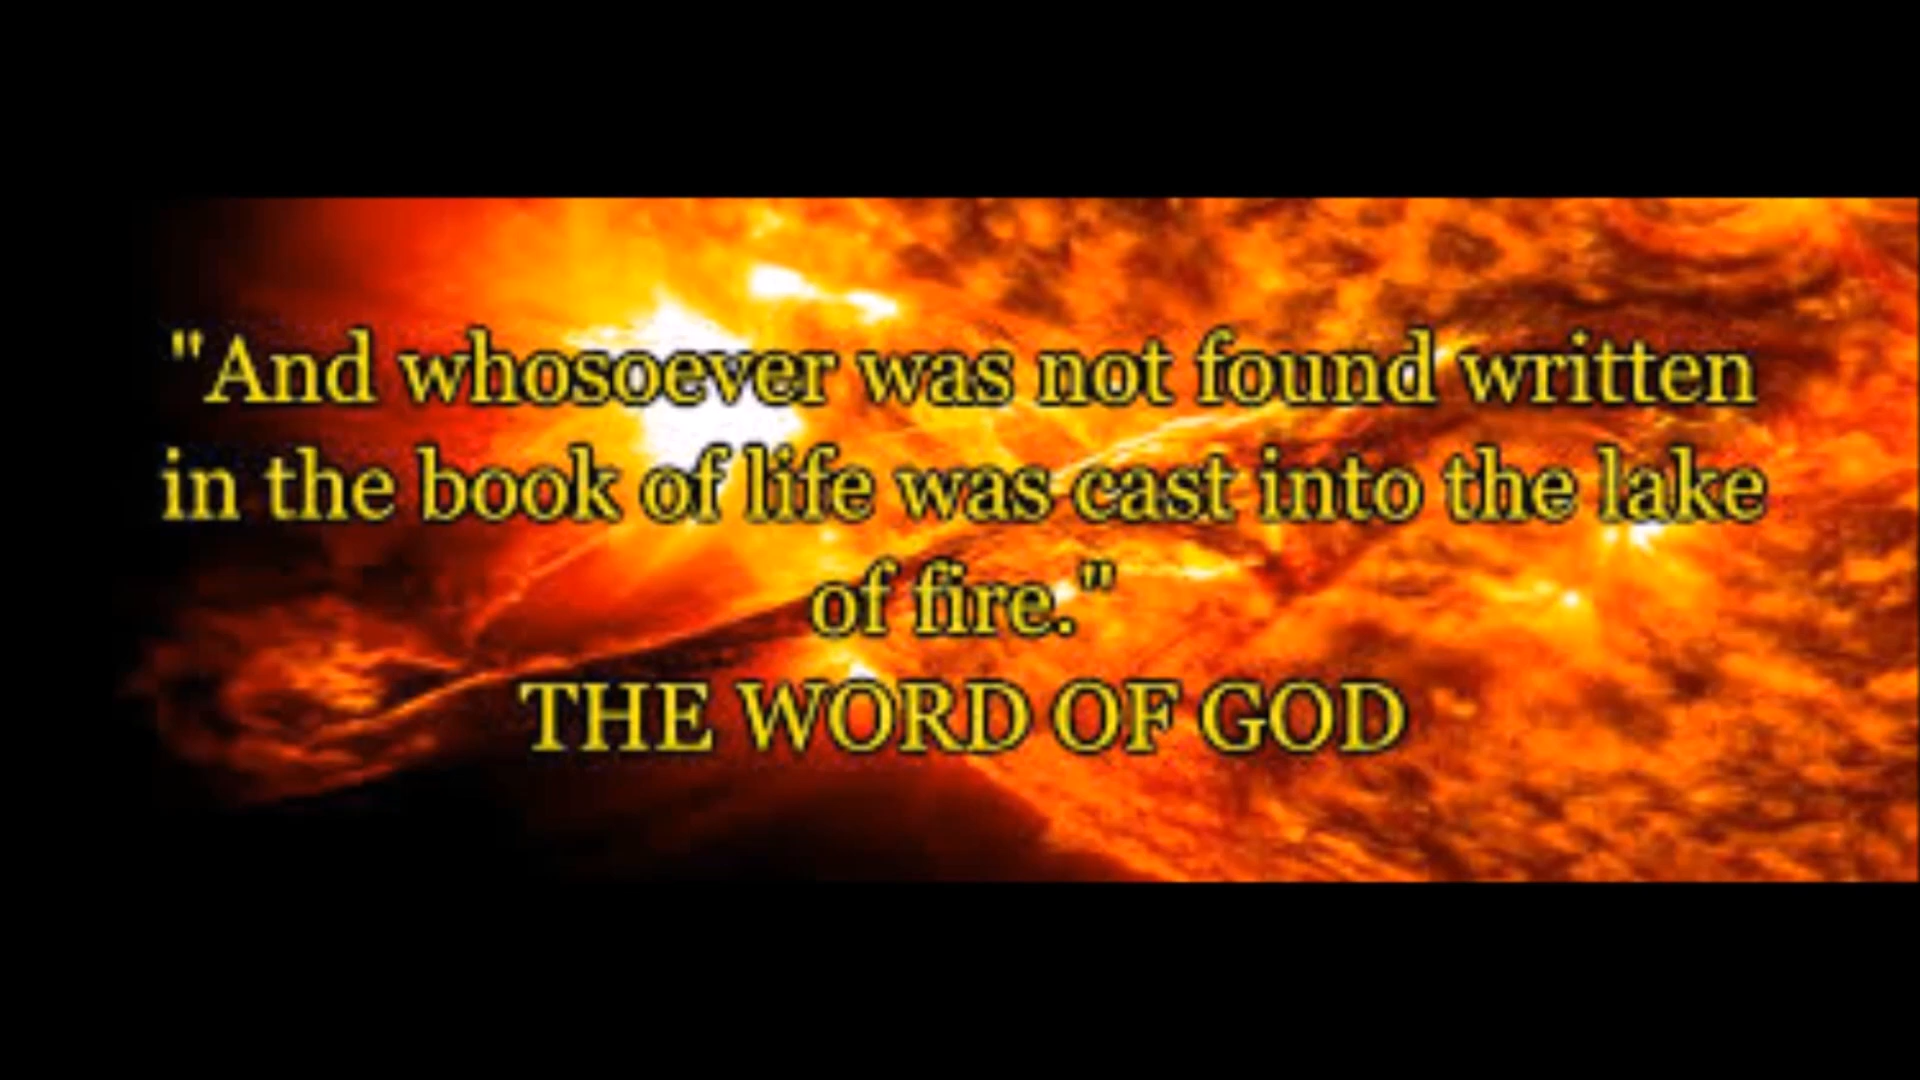 "And whosoever was not found written
in the book of life was cast into the lake
of fire."
THE WORD OF GOD